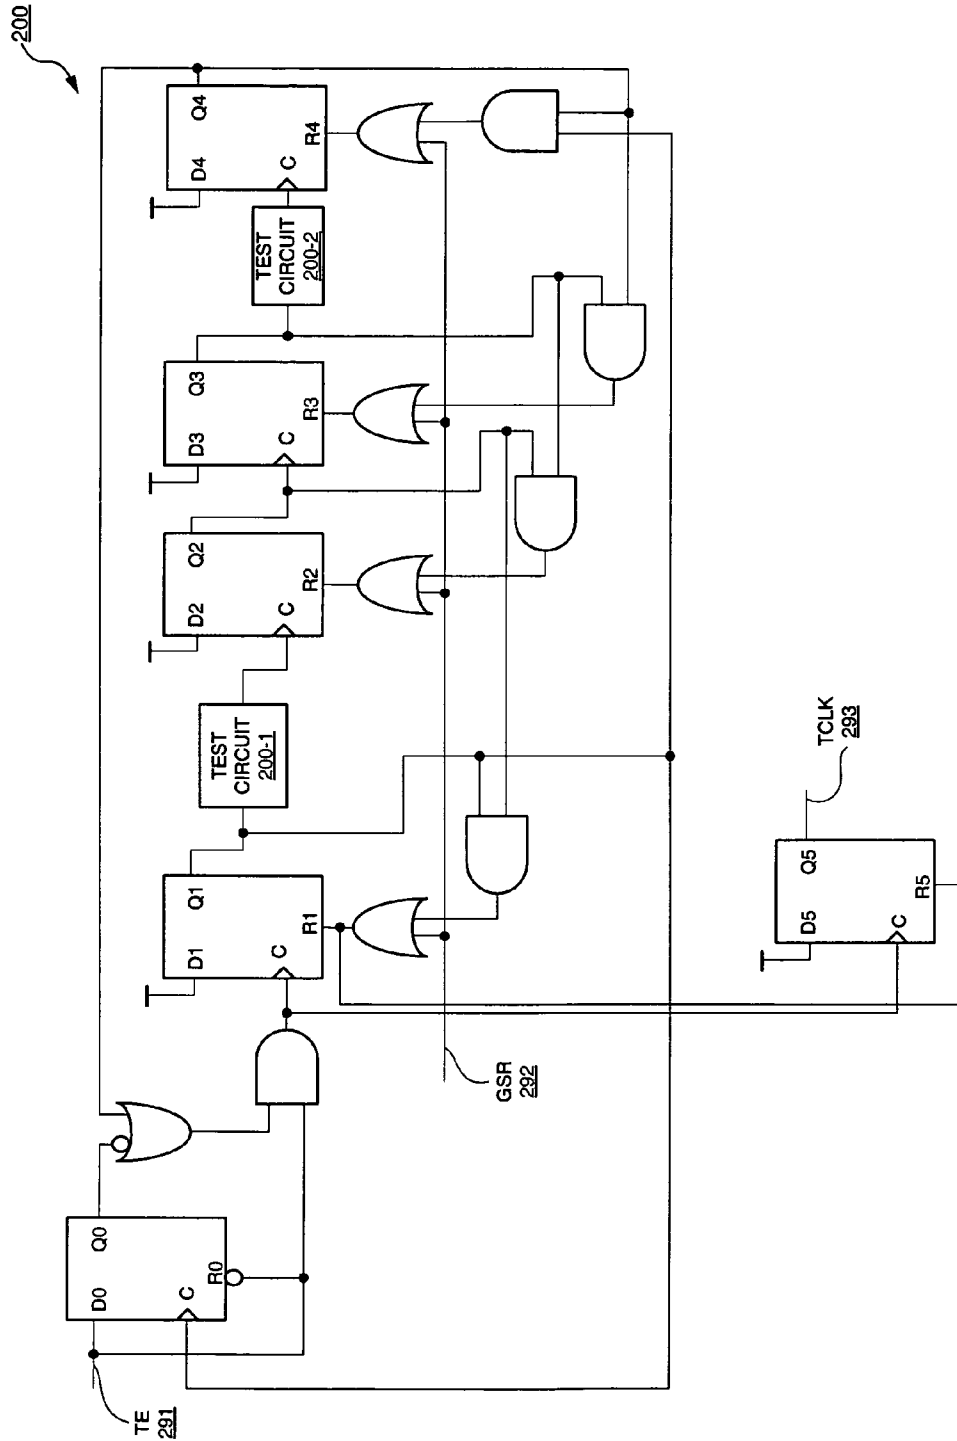 200
TE
291
D0
Q0
C
R0
D1
Q1
C
R1
TEST
CIRCUIT
200-1
D2
Q2
C
R2
D3
Q3
C
R3
TEST
CIRCUIT
200-2
D4
Q4
C
R4
GSR
292
D5
Q5
C
R5
TCLK
293